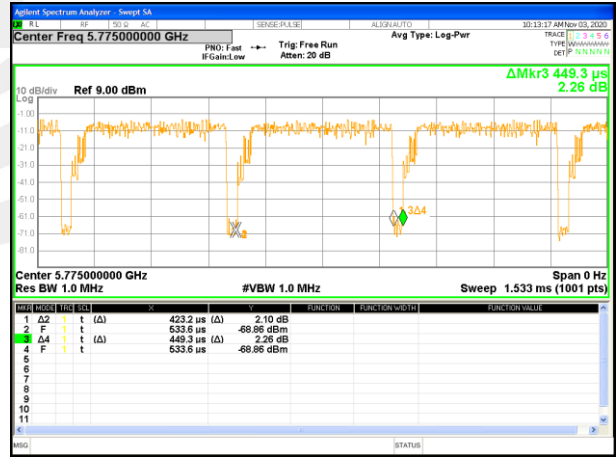 Agilent Spectrum Analyzer - Swept SA
RL RF 50 Ω AC SENSE:PULSE ALIGN AUTO 10:13:17 AM Nov 03, 2020
Center Freq 5.775000000 GHz Avg Type: Log-Pwr TRACE 1 2 3 4 5 6
PNO: Fast Trig: Free Run TYPE W
IFGain:Low Atten: 20 dB DET P N N N N N
ΔMkr3 449.3 µs
2.26 dB
10 dB/div Ref 9.00 dBm
Log
-1.00
-11.0
-21.0
-31.0
-41.0
-51.0
-61.0
3Δ4
-71.0
-81.0
Center 5.775000000 GHz Span 0 Hz
Res BW 1.0 MHz #VBW 1.0 MHz Sweep 1.533 ms (1001 pts)
MKR MODE TRC SCL X Y FUNCTION FUNCTION WIDTH FUNCTION VALUE
1 Δ2 1 t (Δ) 423.2 µs (Δ) 2.10 dB
2 F 1 t 533.6 µs -68.86 dBm
3 Δ4 1 t (Δ) 449.3 µs (Δ) 2.26 dB
4 F 1 t 533.6 µs -68.86 dBm
5
6
7
8
9
10
11
MSG STATUS